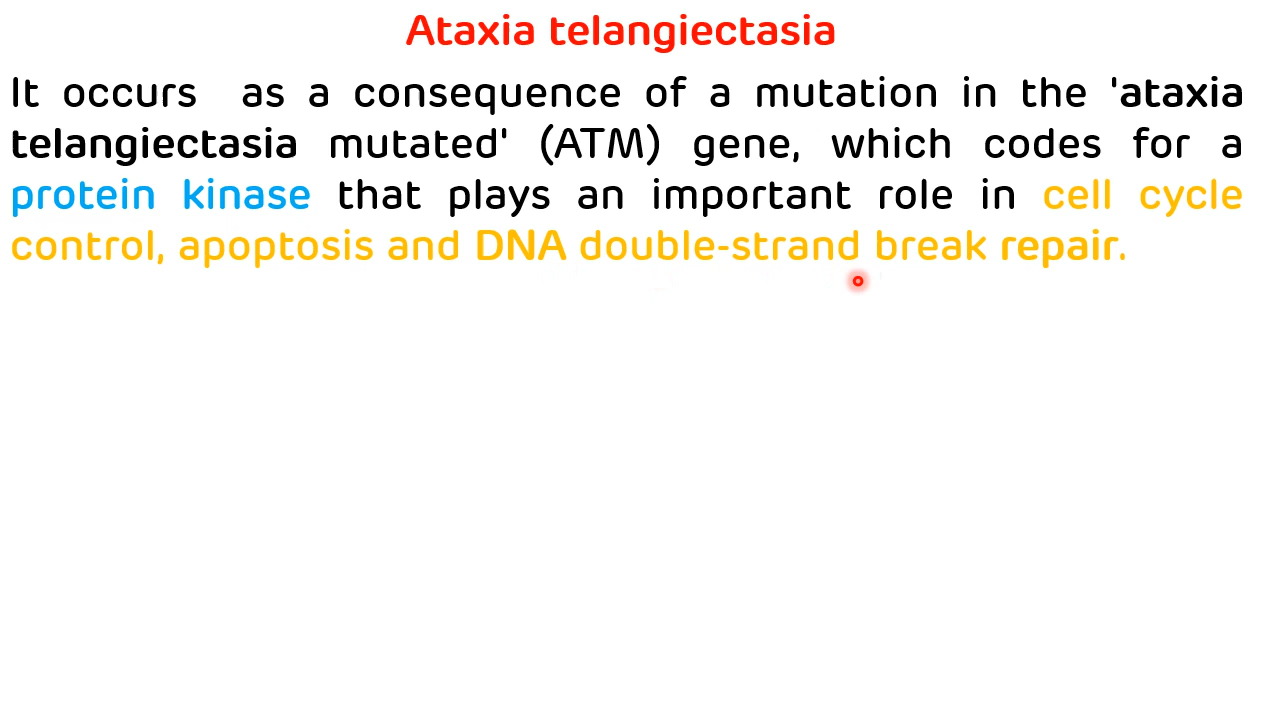 Ataxia telangiectasia
It occurs as a consequence of a mutation in the 'ataxia
telangiectasia mutated' (ATM) gene, which codes for a
protein kinase that plays an important role in cell cycle
control, apoptosis and DNA double-strand break repair.